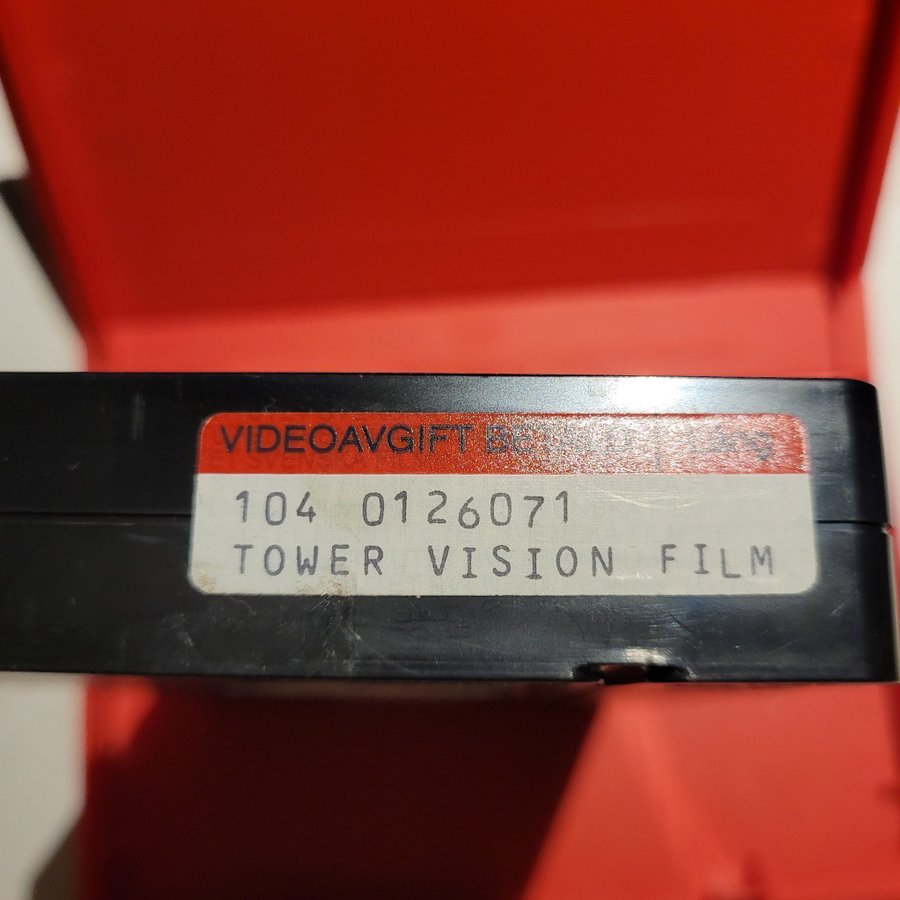 VIDEOAVGIFT
104 0126071
TOWER VISION FILM